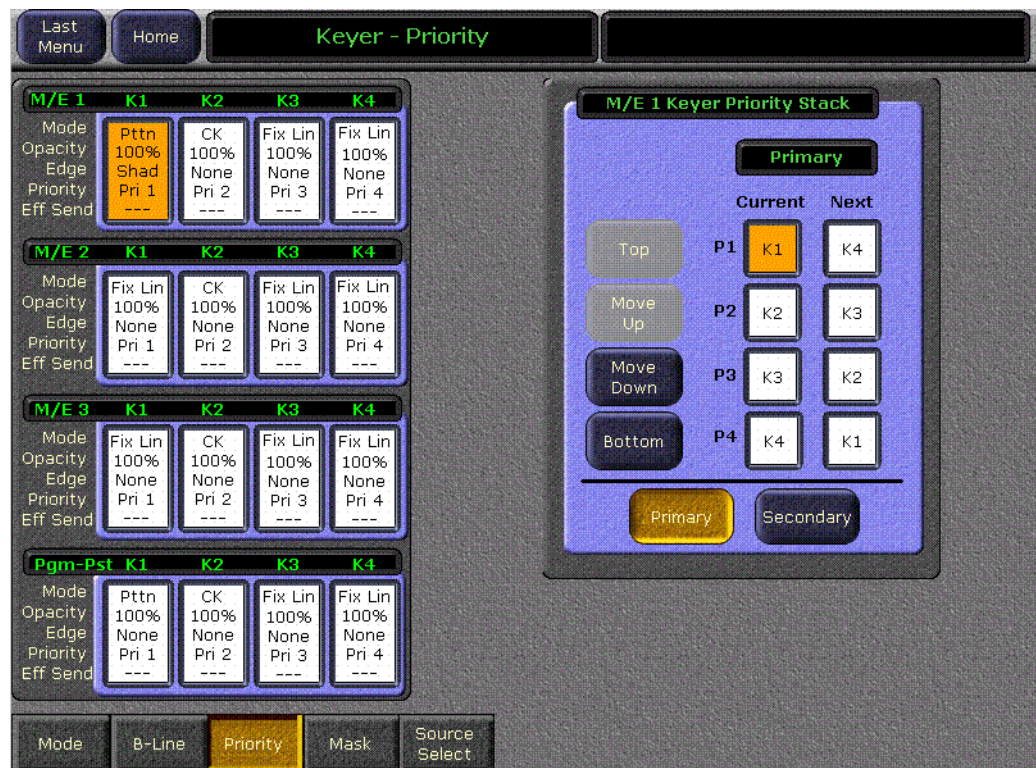 Last Menu Home Keyer - Priority
M/E 1 K1 K2 K3 K4
Mode Pttn CK Fix Lin Fix Lin
Opacity 100% 100% 100% 100%
Edge Shad None None None
Priority Pri 1 Pri 2 Pri 3 Pri 4
Eff Send --- --- --- ---
M/E 2 K1 K2 K3 K4
Mode Fix Lin CK Fix Lin Fix Lin
Opacity 100% 100% 100% 100%
Edge None None None None
Priority Pri 1 Pri 2 Pri 3 Pri 4
Eff Send --- --- --- ---
M/E 3 K1 K2 K3 K4
Mode Fix Lin CK Fix Lin Fix Lin
Opacity 100% 100% 100% 100%
Edge None None None None
Priority Pri 1 Pri 2 Pri 3 Pri 4
Eff Send --- --- --- ---
Pgm-Pst K1 K2 K3 K4
Mode Pttn CK Fix Lin Fix Lin
Opacity 100% 100% 100% 100%
Edge None None None None
Priority Pri 1 Pri 2 Pri 3 Pri 4
Eff Send --- --- --- ---
M/E 1 Keyer Priority Stack
Primary
Current Next
Top P1 K1 K4
Move Up P2 K2 K3
Move Down P3 K3 K2
Bottom P4 K4 K1
Primary Secondary
Mode B-Line Priority Mask Source Select